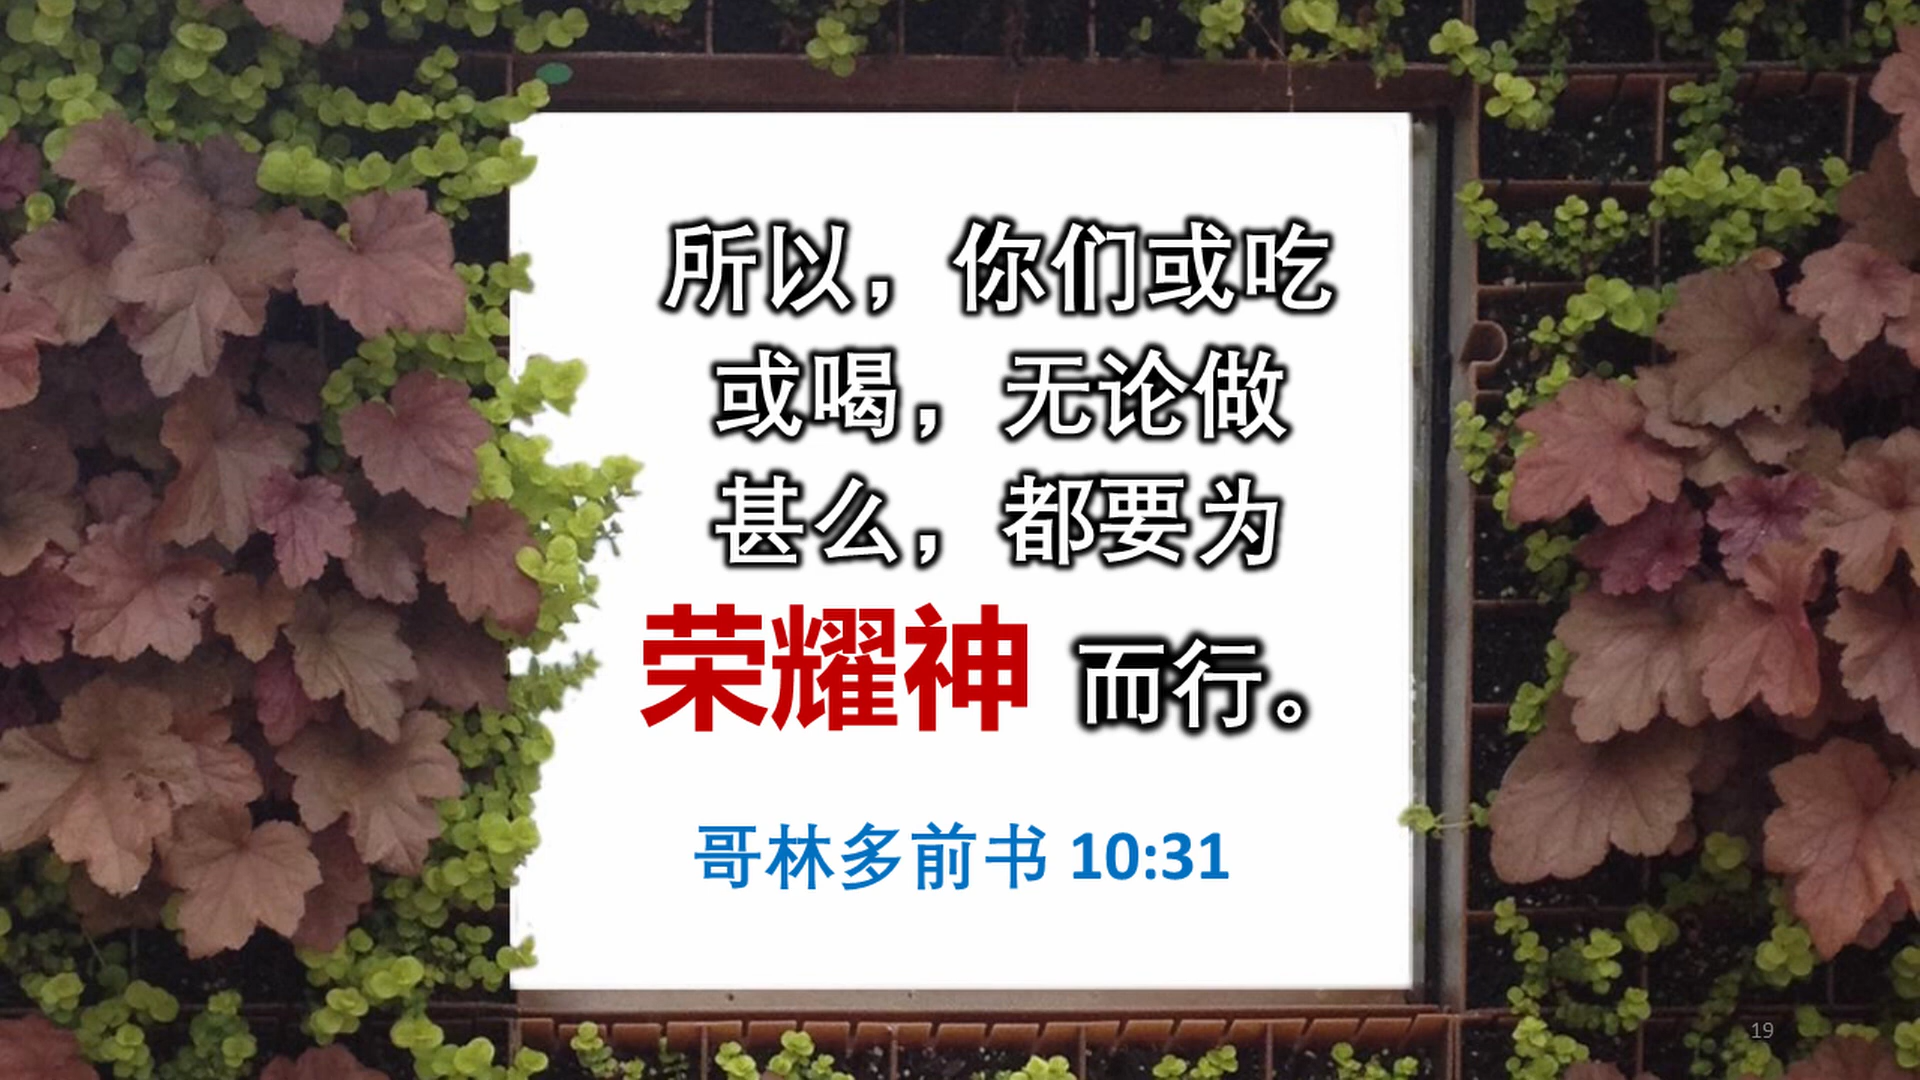 所以，你们或吃
或喝，无论做
甚么，都要为
荣耀神 而行。
哥林多前书 10:31
19